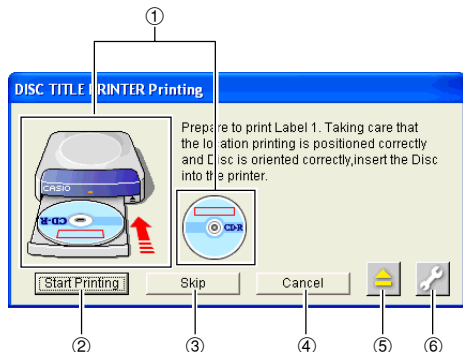 ①
DISC TITLE PRINTER Printing
Prepare to print Label 1. Taking care that
the location printing is positioned correctly
and Disc is oriented correctly,insert the Disc
into the printer.
CASIO
CD-R
CD-R
Start Printing
Skip
Cancel
② ③ ④ ⑤ ⑥